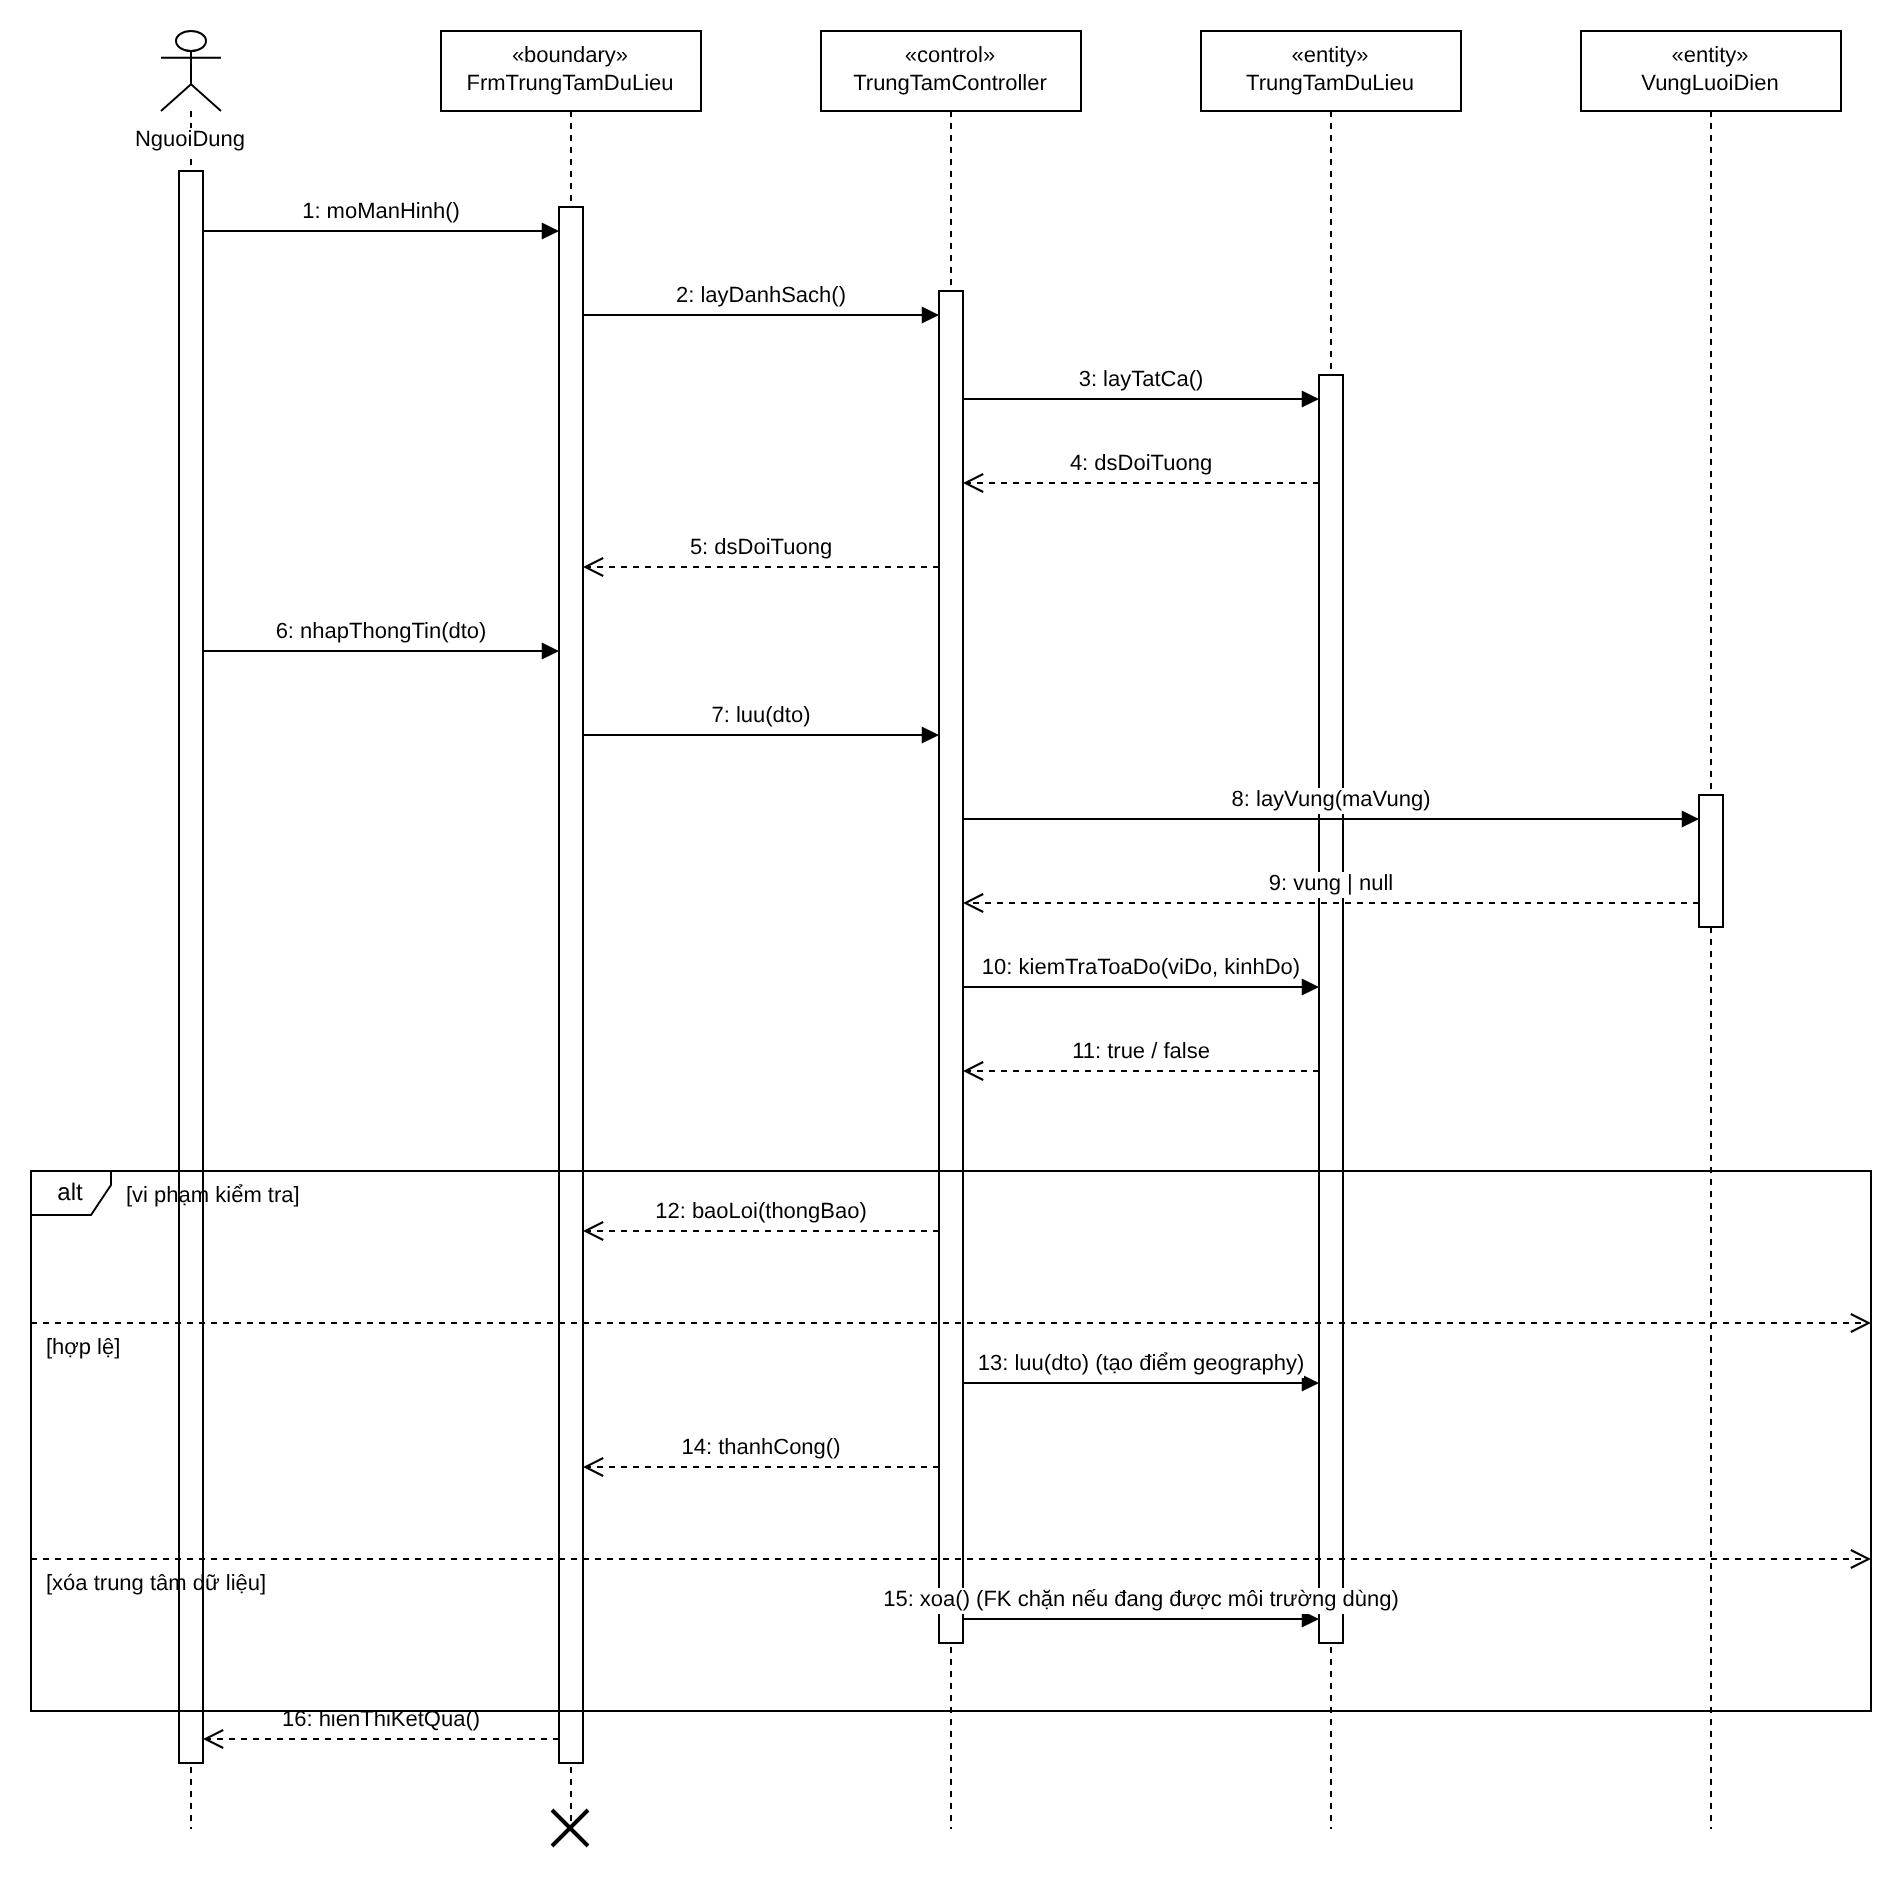 «boundary»
FrmTrungTamDuLieu
«control»
TrungTamController
«entity»
TrungTamDuLieu
«entity»
VungLuoiDien
NguoiDung
1: moManHinh()
2: layDanhSach()
3: layTatCa()
4: dsDoiTuong
5: dsDoiTuong
6: nhapThongTin(dto)
7: luu(dto)
8: layVung(maVung)
9: vung | null
10: kiemTraToaDo(viDo, kinhDo)
11: true / false
alt
[vi phạm kiểm tra]
12: baoLoi(thongBao)
[hợp lệ]
13: luu(dto) (tạo điểm geography)
14: thanhCong()
[xóa trung tâm dữ liệu]
15: xoa() (FK chặn nếu đang được môi trường dùng)
16: hienThiKetQua()